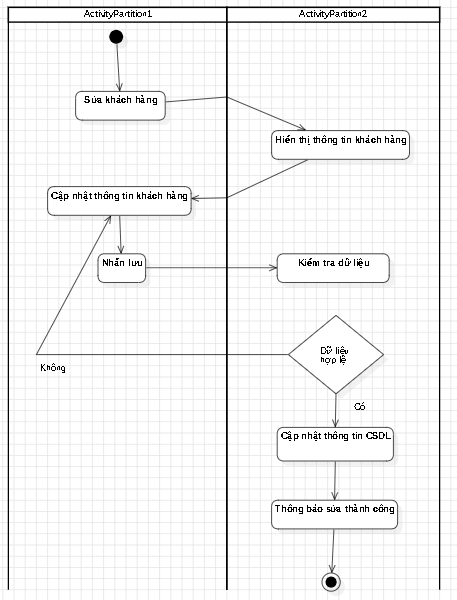 ActivityPartition1
ActivityPartition2
Sửa khách hàng
Hiển thị thông tin khách hàng
Cập nhật thông tin khách hàng
Nhấn lưu
Kiểm tra dữ liệu
Dữ liệu
hợp lệ
Không
Có
Cập nhật thông tin CSDL
Thông báo sửa thành công